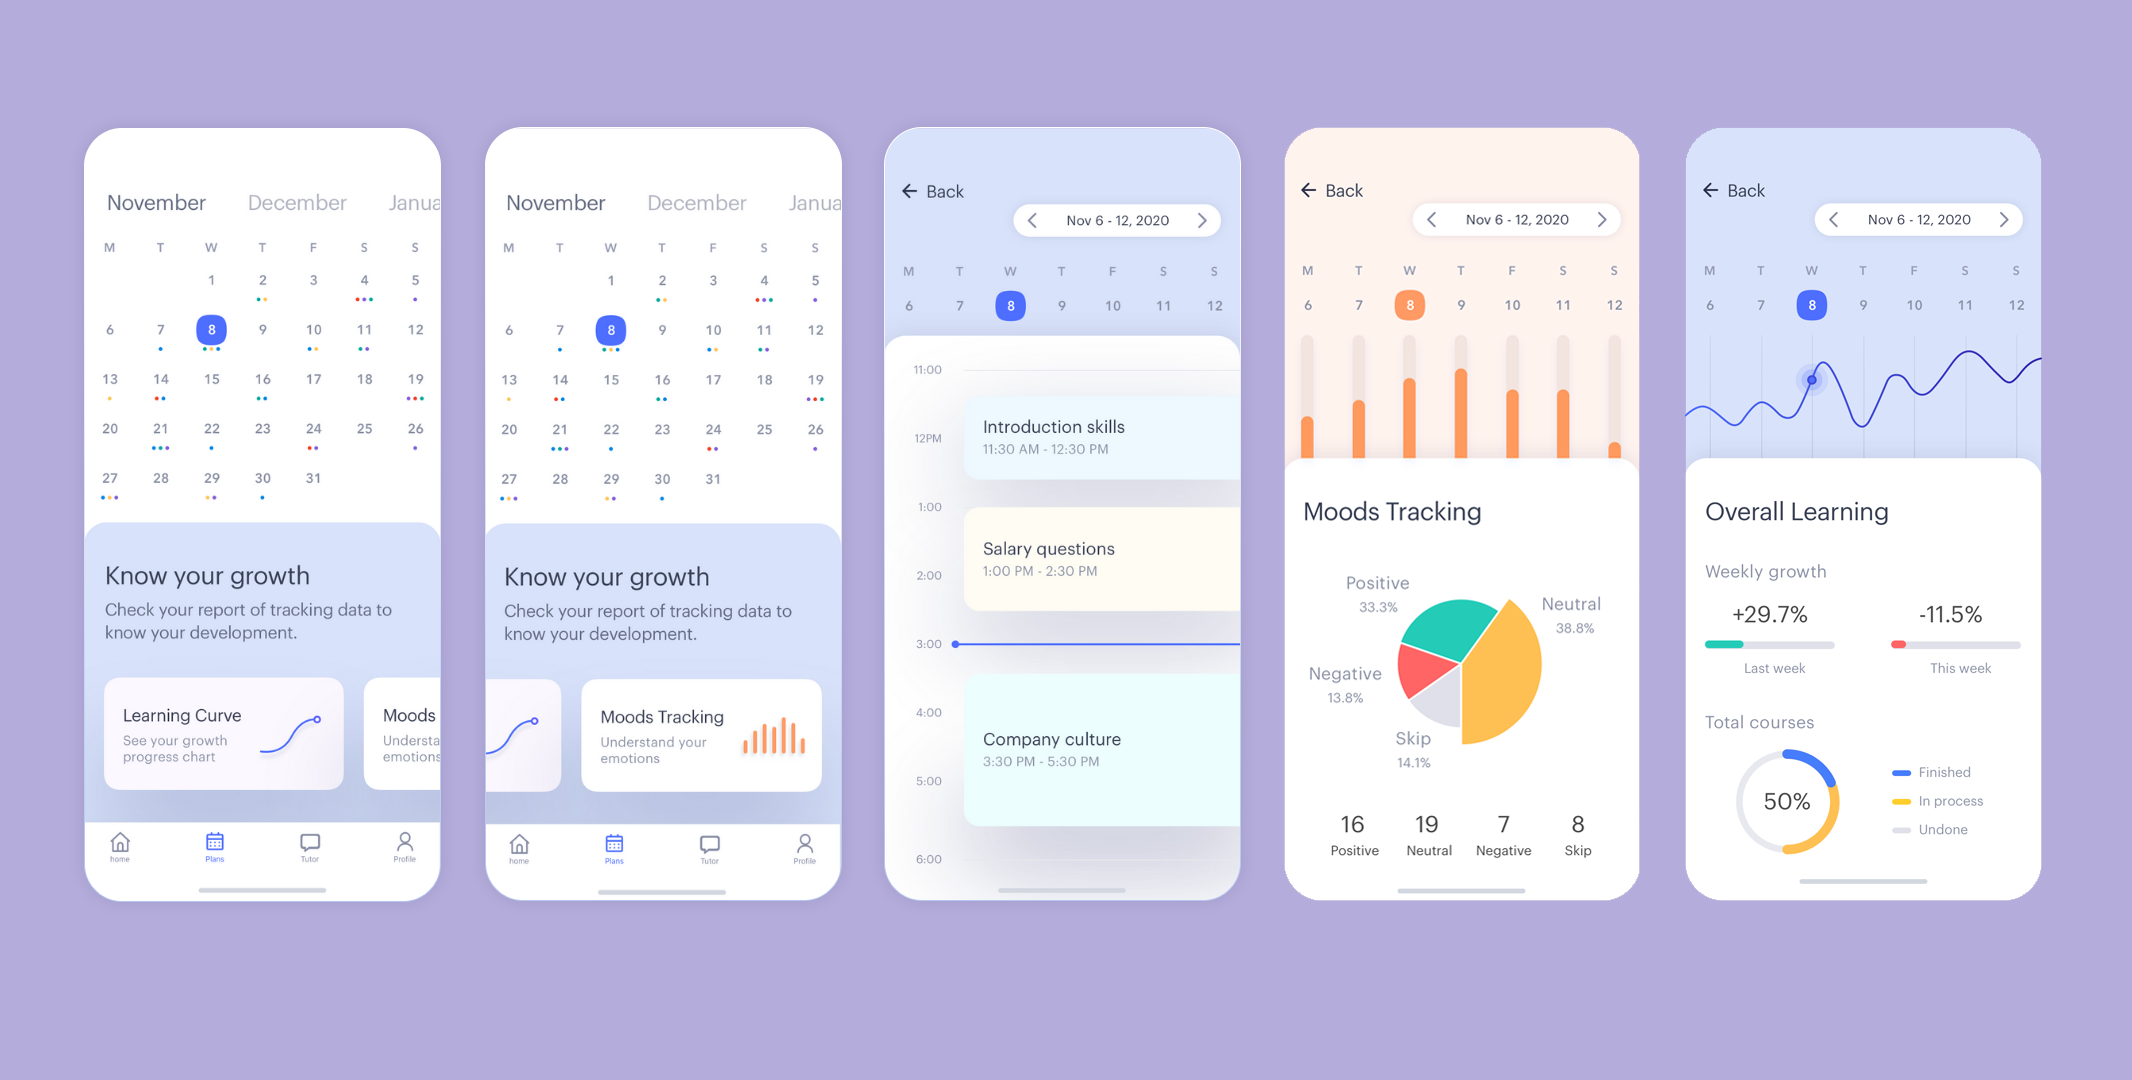 November December Janua
M T W T F S S
1 2 3 4 5
6 7 8 9 10 11 12
13 14 15 16 17 18 19
20 21 22 23 24 25 26
27 28 29 30 31
Know your growth
Check your report of tracking data to
know your development.
Learning Curve
See your growth
progress chart
Moods
Understa
emotions
home Plans Tutor Profile
November December Janua
M T W T F S S
1 2 3 4 5
6 7 8 9 10 11 12
13 14 15 16 17 18 19
20 21 22 23 24 25 26
27 28 29 30 31
Know your growth
Check your report of tracking data to
know your development.
Moods Tracking
Understand your
emotions
home Plans Tutor Profile
Back
Nov 6 - 12, 2020
M T W T F S S
6 7 8 9 10 11 12
11:00
Introduction skills
12PM
11:30 AM - 12:30 PM
1:00
Salary questions
1:00 PM - 2:30 PM
2:00
3:00
4:00
Company culture
3:30 PM - 5:30 PM
5:00
6:00
Back
Nov 6 - 12, 2020
M T W T F S S
6 7 8 9 10 11 12
Moods Tracking
Positive
33.3%
Neutral
38.8%
Negative
13.8%
Skip
14.1%
16 19 7 8
Positive Neutral Negative Skip
Back
Nov 6 - 12, 2020
M T W T F S S
6 7 8 9 10 11 12
Overall Learning
Weekly growth
+29.7% -11.5%
Last week This week
Total courses
50%
Finished
In process
Undone